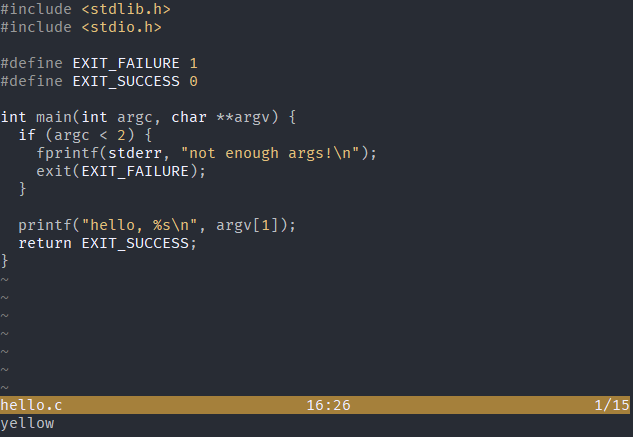 #include <stdlib.h>
#include <stdio.h>

#define EXIT_FAILURE 1
#define EXIT_SUCCESS 0

int main(int argc, char **argv) {
  if (argc < 2) {
    fprintf(stderr, "not enough args!\n");
    exit(EXIT_FAILURE);
  }

  printf("hello, %s\n", argv[1]);
  return EXIT_SUCCESS;
}
~
~
~
~
~
~
~
hello.c 16:26 1/15
yellow